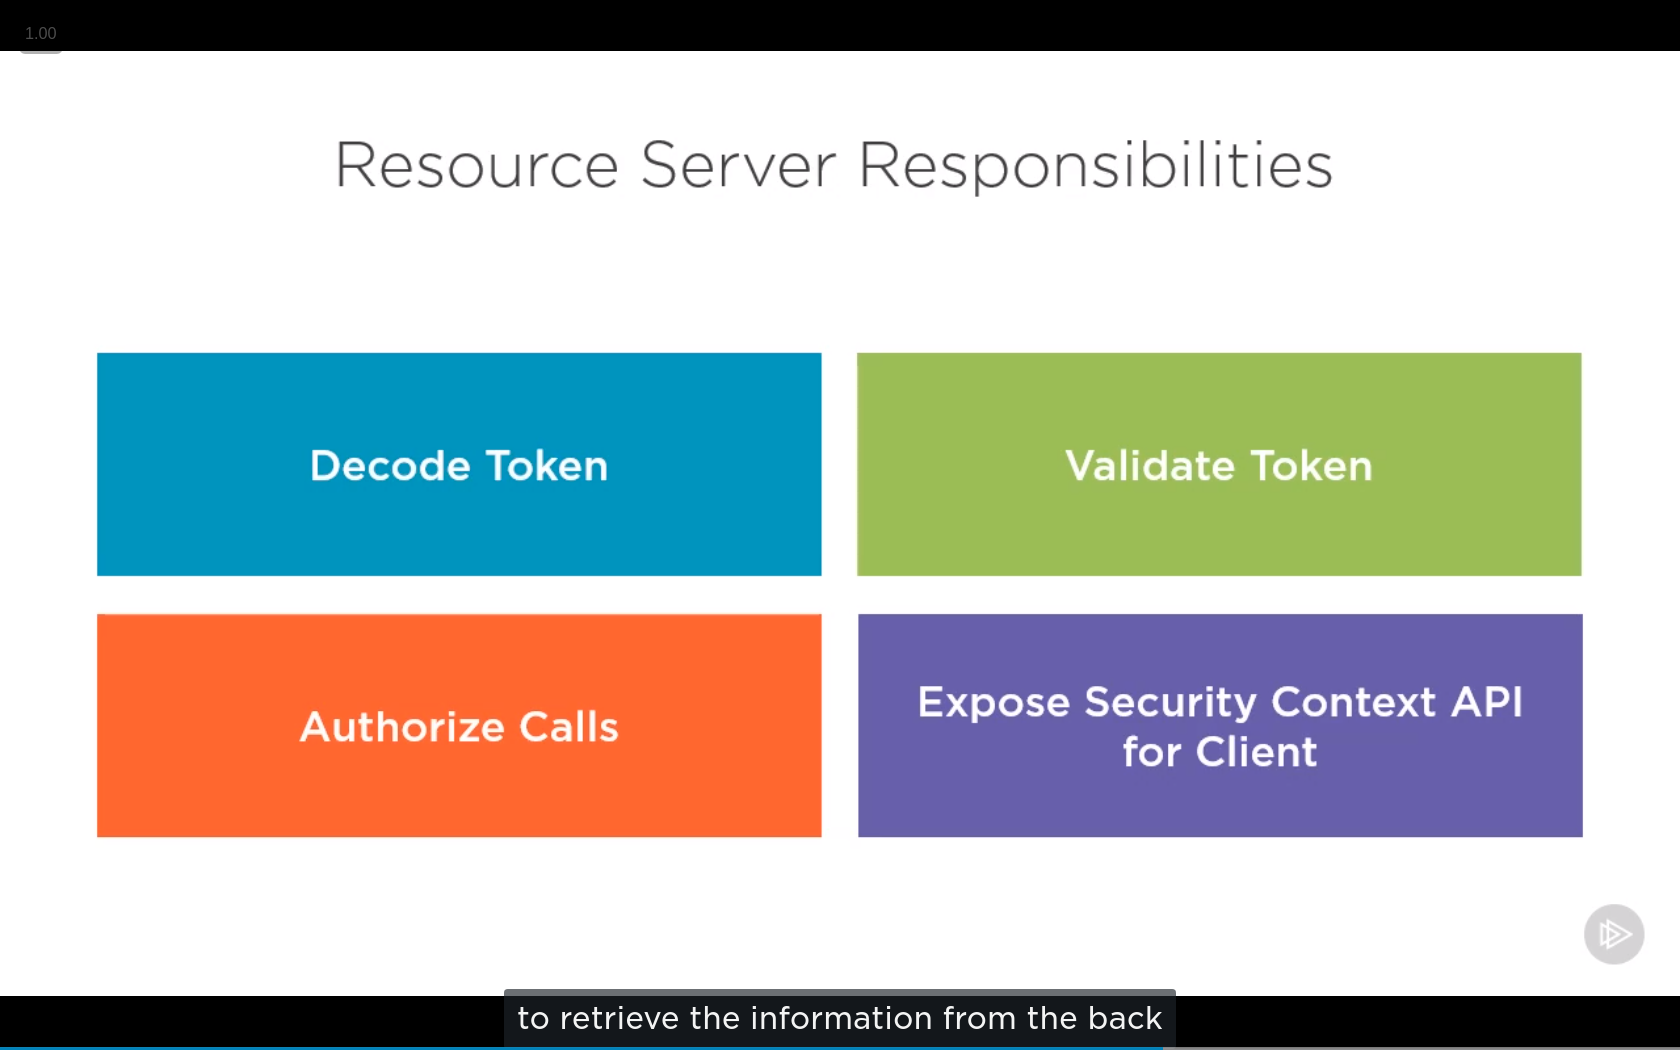 1.00
Resource Server Responsibilities
Decode Token
Validate Token
Authorize Calls
Expose Security Context API
for Client
to retrieve the information from the back